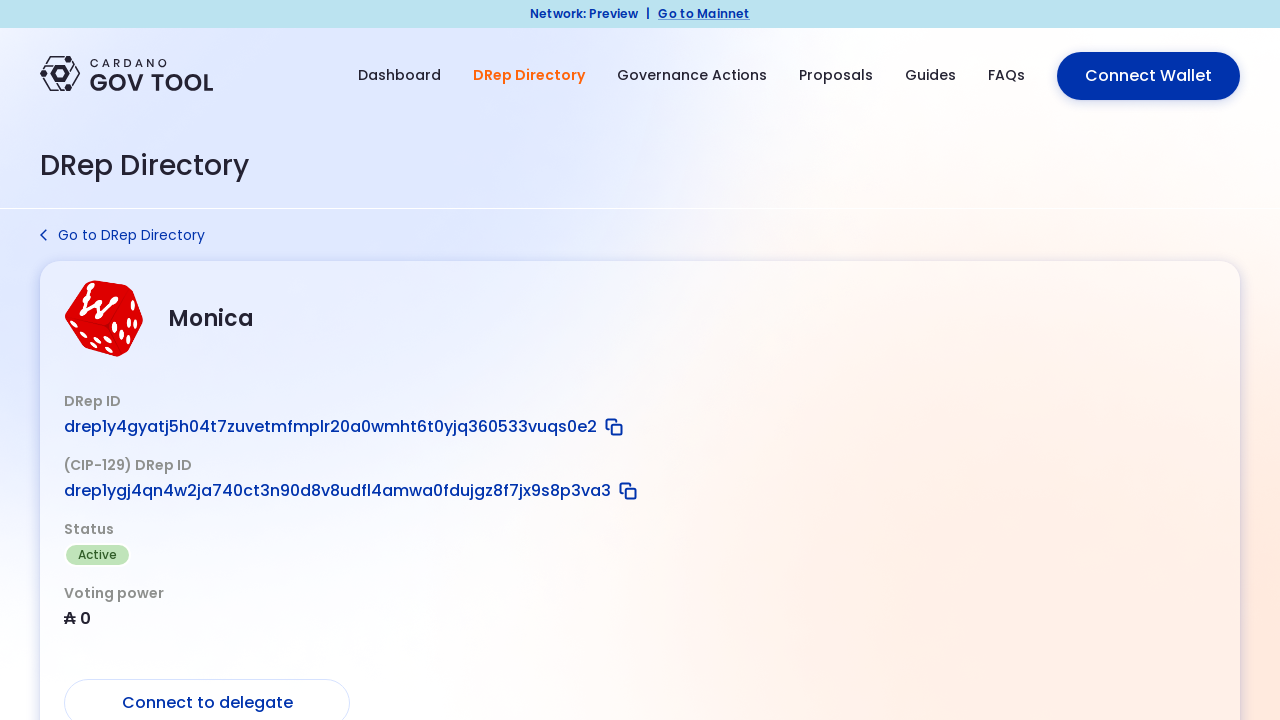 Network: Preview | Go to Mainnet
CARDANO
GOV TOOL
Dashboard DRep Directory Governance Actions Proposals Guides FAQs Connect Wallet
DRep Directory
Go to DRep Directory
Monica
DRep ID
drep1y4gyatj5h04t7zuvetmfmplr20a0wmht6t0yjq360533vuqs0e2
(CIP-129) DRep ID
drep1ygj4qn4w2ja740ct3n90d8v8udfl4amwa0fdujgz8f7jx9s8p3va3
Status
Active
Voting power
₳ 0
Connect to delegate